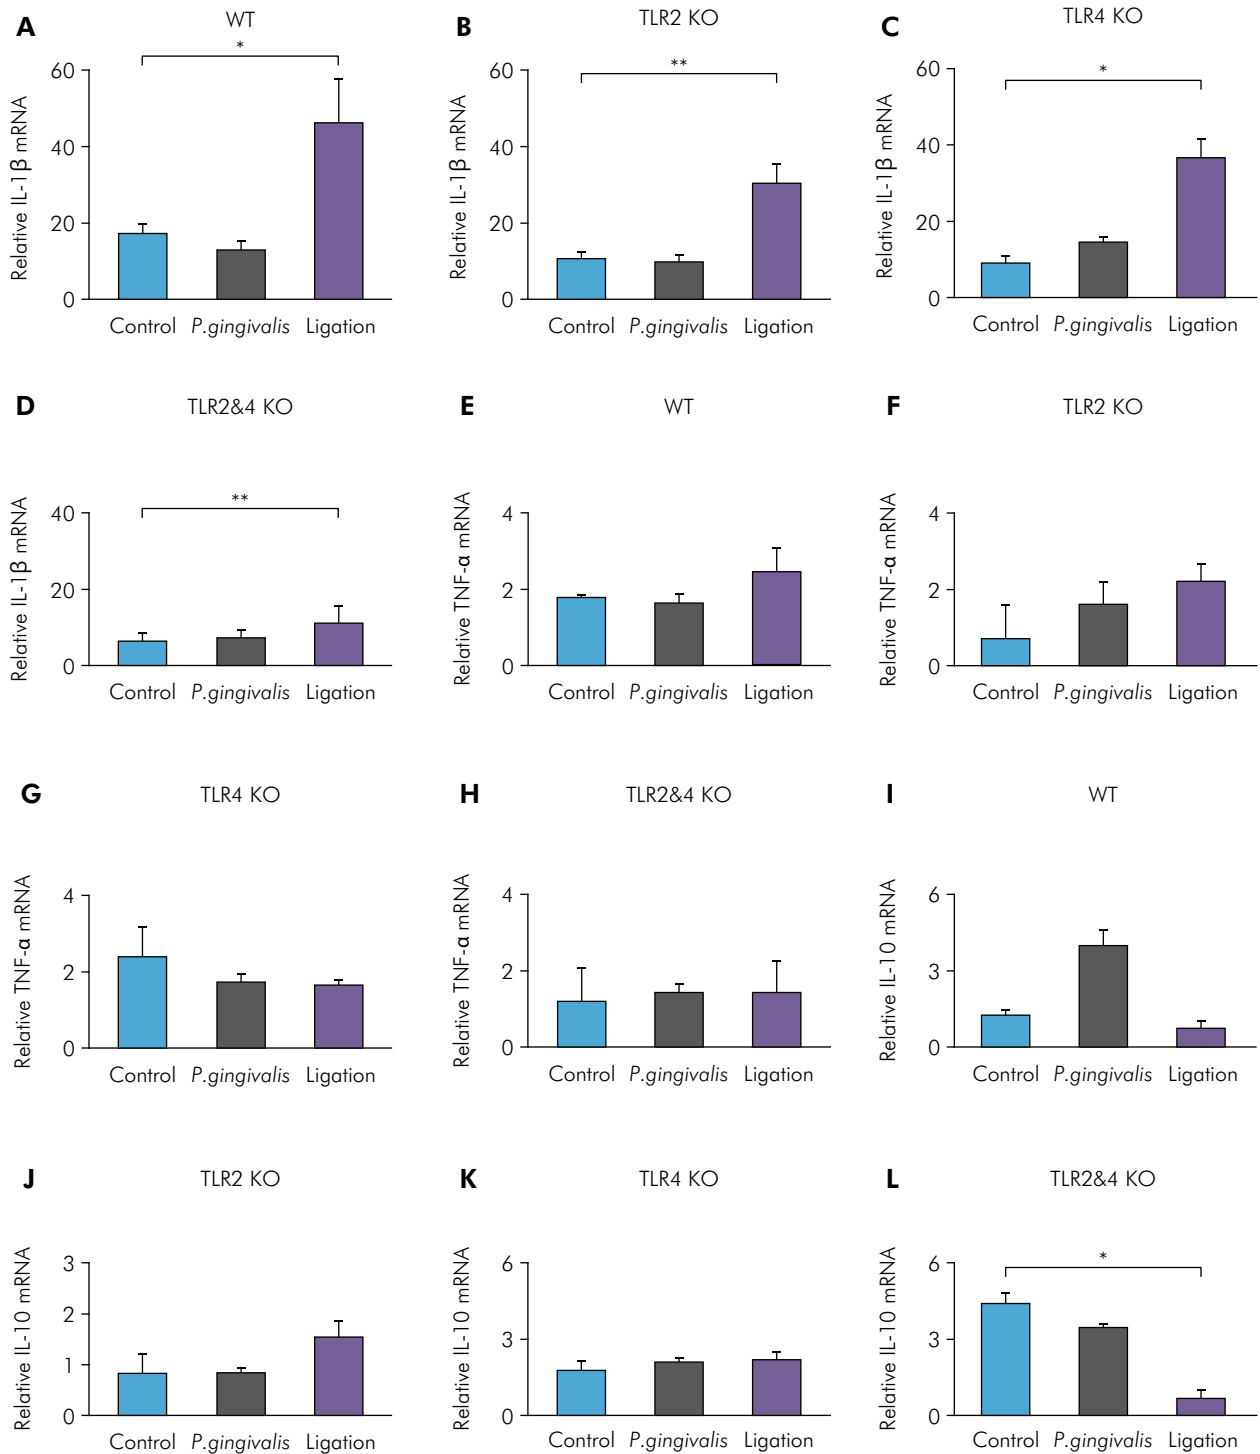 A
WT
*
Relative IL-1β mRNA
60
40
20
0
Control P.gingivalis Ligation
B
TLR2 KO
**
Relative IL-1β mRNA
60
40
20
0
Control P.gingivalis Ligation
C
TLR4 KO
*
Relative IL-1β mRNA
60
40
20
0
Control P.gingivalis Ligation
D
TLR2&4 KO
**
Relative IL-1β mRNA
40
20
0
Control P.gingivalis Ligation
E
WT
Relative TNF-α mRNA
4
2
0
Control P.gingivalis Ligation
F
TLR2 KO
Relative TNF-α mRNA
4
2
0
Control P.gingivalis Ligation
G
TLR4 KO
Relative TNF-α mRNA
4
2
0
Control P.gingivalis Ligation
H
TLR2&4 KO
Relative TNF-α mRNA
4
2
0
Control P.gingivalis Ligation
I
WT
Relative IL-10 mRNA
6
3
0
Control P.gingivalis Ligation
J
TLR2 KO
Relative IL-10 mRNA
3
2
1
0
Control P.gingivalis Ligation
K
TLR4 KO
Relative IL-10 mRNA
6
3
0
Control P.gingivalis Ligation
L
TLR2&4 KO
*
Relative IL-10 mRNA
6
3
0
Control P.gingivalis Ligation